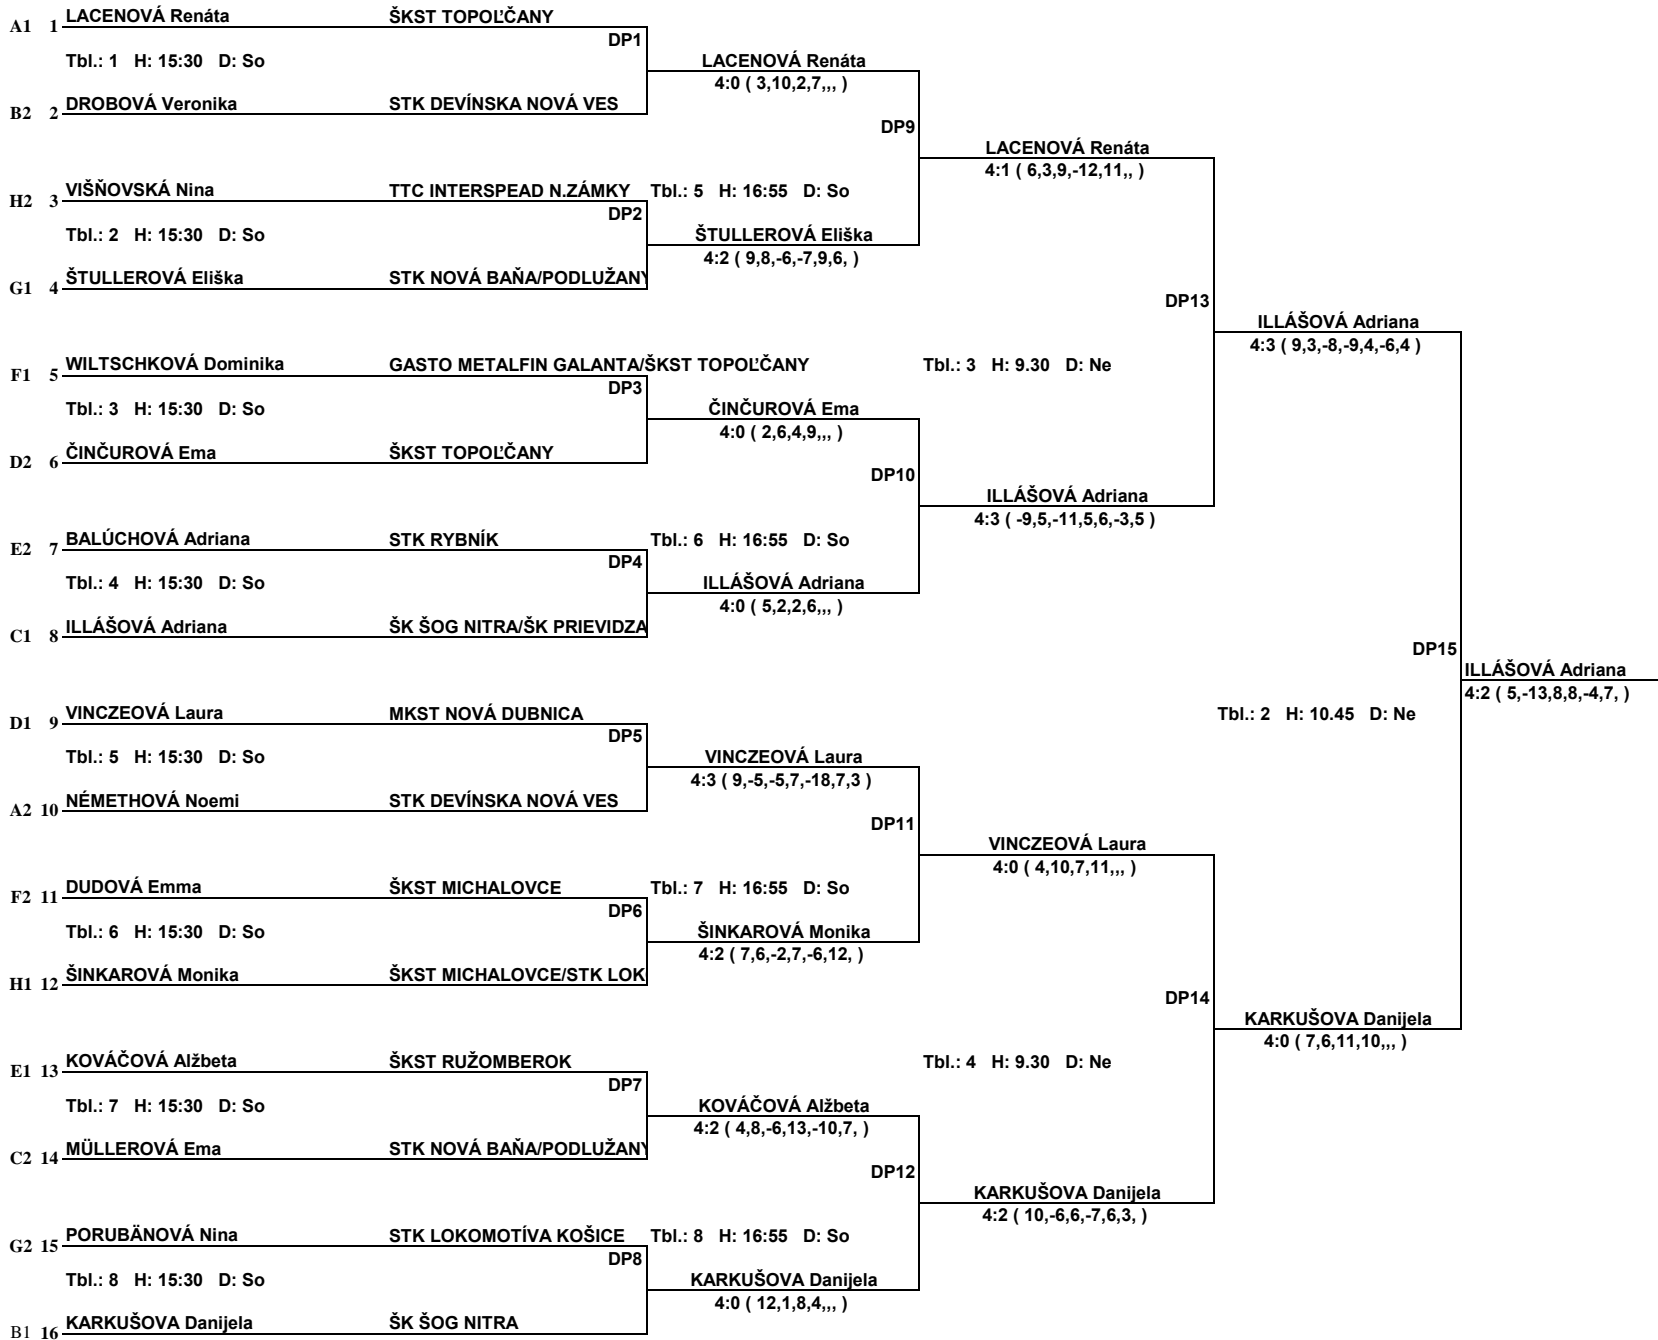 A1 1 LACENOVÁ Renáta ŠKST TOPOĽČANY
DP1
Tbl.: 1 H: 15:30 D: So
LACENOVÁ Renáta
4:0 ( 3,10,2,7,,, )
B2 2 DROBOVÁ Veronika STK DEVÍNSKA NOVÁ VES
DP9
LACENOVÁ Renáta
4:1 ( 6,3,9,-12,11,, )
H2 3 VIŠŇOVSKÁ Nina TTC INTERSPEAD N.ZÁMKY Tbl.: 5 H: 16:55 D: So
DP2
Tbl.: 2 H: 15:30 D: So
ŠTULLEROVÁ Eliška
4:2 ( 9,8,-6,-7,9,6, )
G1 4 ŠTULLEROVÁ Eliška STK NOVÁ BAŇA/PODLUŽANY
DP13
ILLÁŠOVÁ Adriana
4:3 ( 9,3,-8,-9,4,-6,4 )
F1 5 WILTSCHKOVÁ Dominika GASTO METALFIN GALANTA/ŠKST TOPOĽČANY Tbl.: 3 H: 9.30 D: Ne
DP3
Tbl.: 3 H: 15:30 D: So
ČINČUROVÁ Ema
4:0 ( 2,6,4,9,,, )
D2 6 ČINČUROVÁ Ema ŠKST TOPOĽČANY
DP10
ILLÁŠOVÁ Adriana
4:3 ( -9,5,-11,5,6,-3,5 )
E2 7 BALÚCHOVÁ Adriana STK RYBNÍK Tbl.: 6 H: 16:55 D: So
DP4
Tbl.: 4 H: 15:30 D: So
ILLÁŠOVÁ Adriana
4:0 ( 5,2,2,6,,, )
C1 8 ILLÁŠOVÁ Adriana ŠK ŠOG NITRA/ŠK PRIEVIDZA
DP15
ILLÁŠOVÁ Adriana
4:2 ( 5,-13,8,8,-4,7, )
D1 9 VINCZEOVÁ Laura MKST NOVÁ DUBNICA Tbl.: 2 H: 10.45 D: Ne
DP5
Tbl.: 5 H: 15:30 D: So
VINCZEOVÁ Laura
4:3 ( 9,-5,-5,7,-18,7,3 )
A2 10 NÉMETHOVÁ Noemi STK DEVÍNSKA NOVÁ VES
DP11
VINCZEOVÁ Laura
4:0 ( 4,10,7,11,,, )
F2 11 DUDOVÁ Emma ŠKST MICHALOVCE Tbl.: 7 H: 16:55 D: So
DP6
Tbl.: 6 H: 15:30 D: So
ŠINKAROVÁ Monika
4:2 ( 7,6,-2,7,-6,12, )
H1 12 ŠINKAROVÁ Monika ŠKST MICHALOVCE/STK LOK
DP14
KARKUŠOVA Danijela
4:0 ( 7,6,11,10,,, )
E1 13 KOVÁČOVÁ Alžbeta ŠKST RUŽOMBEROK Tbl.: 4 H: 9.30 D: Ne
DP7
Tbl.: 7 H: 15:30 D: So
KOVÁČOVÁ Alžbeta
4:2 ( 4,8,-6,13,-10,7, )
C2 14 MÜLLEROVÁ Ema STK NOVÁ BAŇA/PODLUŽANY
DP12
KARKUŠOVA Danijela
4:2 ( 10,-6,6,-7,6,3, )
G2 15 PORUBÄNOVÁ Nina STK LOKOMOTÍVA KOŠICE Tbl.: 8 H: 16:55 D: So
DP8
Tbl.: 8 H: 15:30 D: So
KARKUŠOVA Danijela
4:0 ( 12,1,8,4,,, )
B1 16 KARKUŠOVA Danijela ŠK ŠOG NITRA